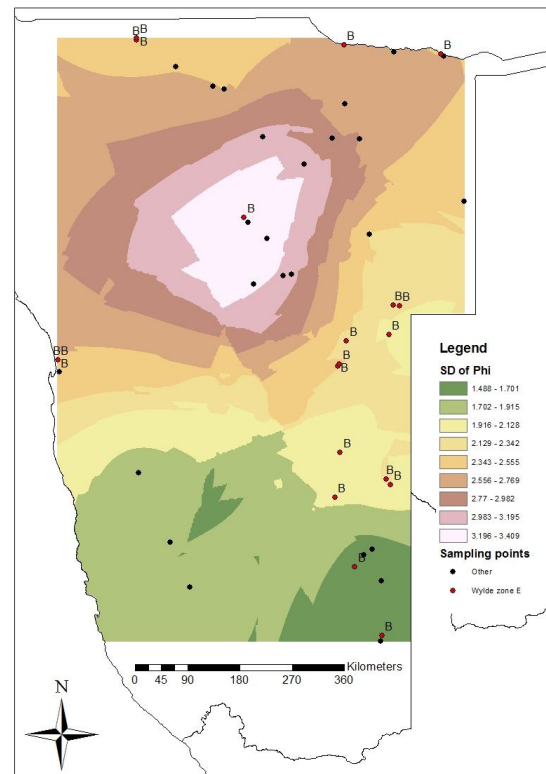 B
B
B
B
B
B
BB
B
BB
B
B
B
B
B
B
B
B
B
B
B
Legend
SD of Phi
1.488 - 1.701
1.702 - 1.915
1.916 - 2.128
2.129 - 2.342
2.343 - 2.555
2.556 - 2.769
2.77 - 2.982
2.983 - 3.195
3.196 - 3.409
Sampling points
Other
Wylde zone E
Kilometers
0 45 90 180 270 360
N